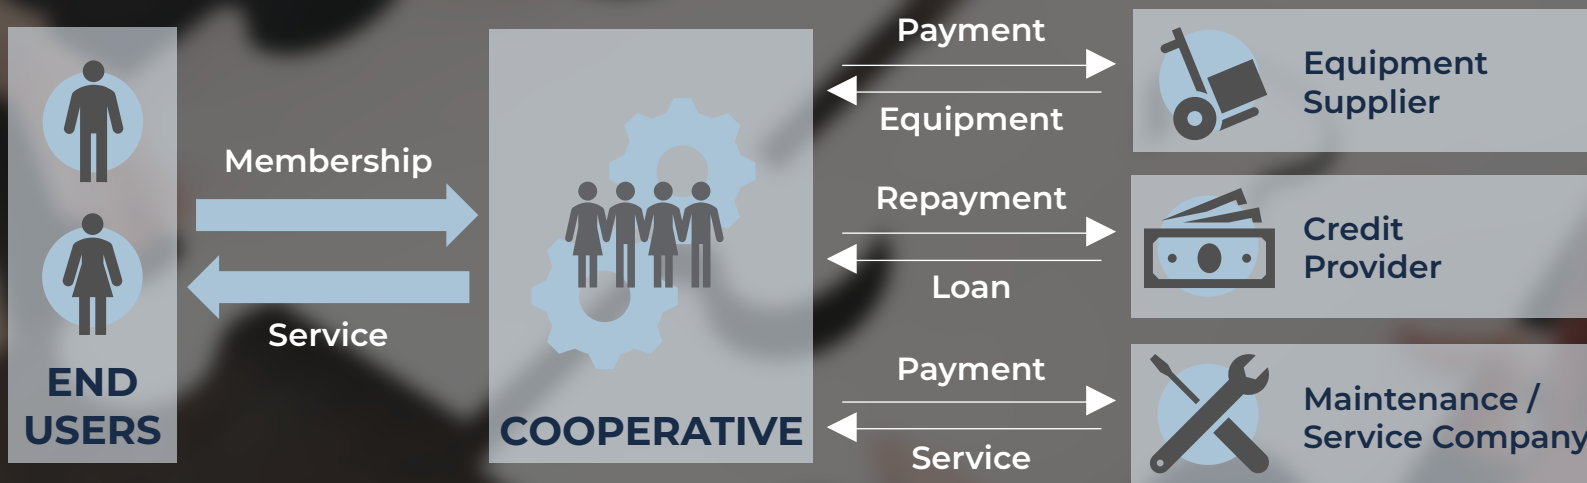 END
USERS
Membership
Service
COOPERATIVE
Payment
Equipment
Equipment
Supplier
Repayment
Loan
Credit
Provider
Payment
Service
Maintenance /
Service Company